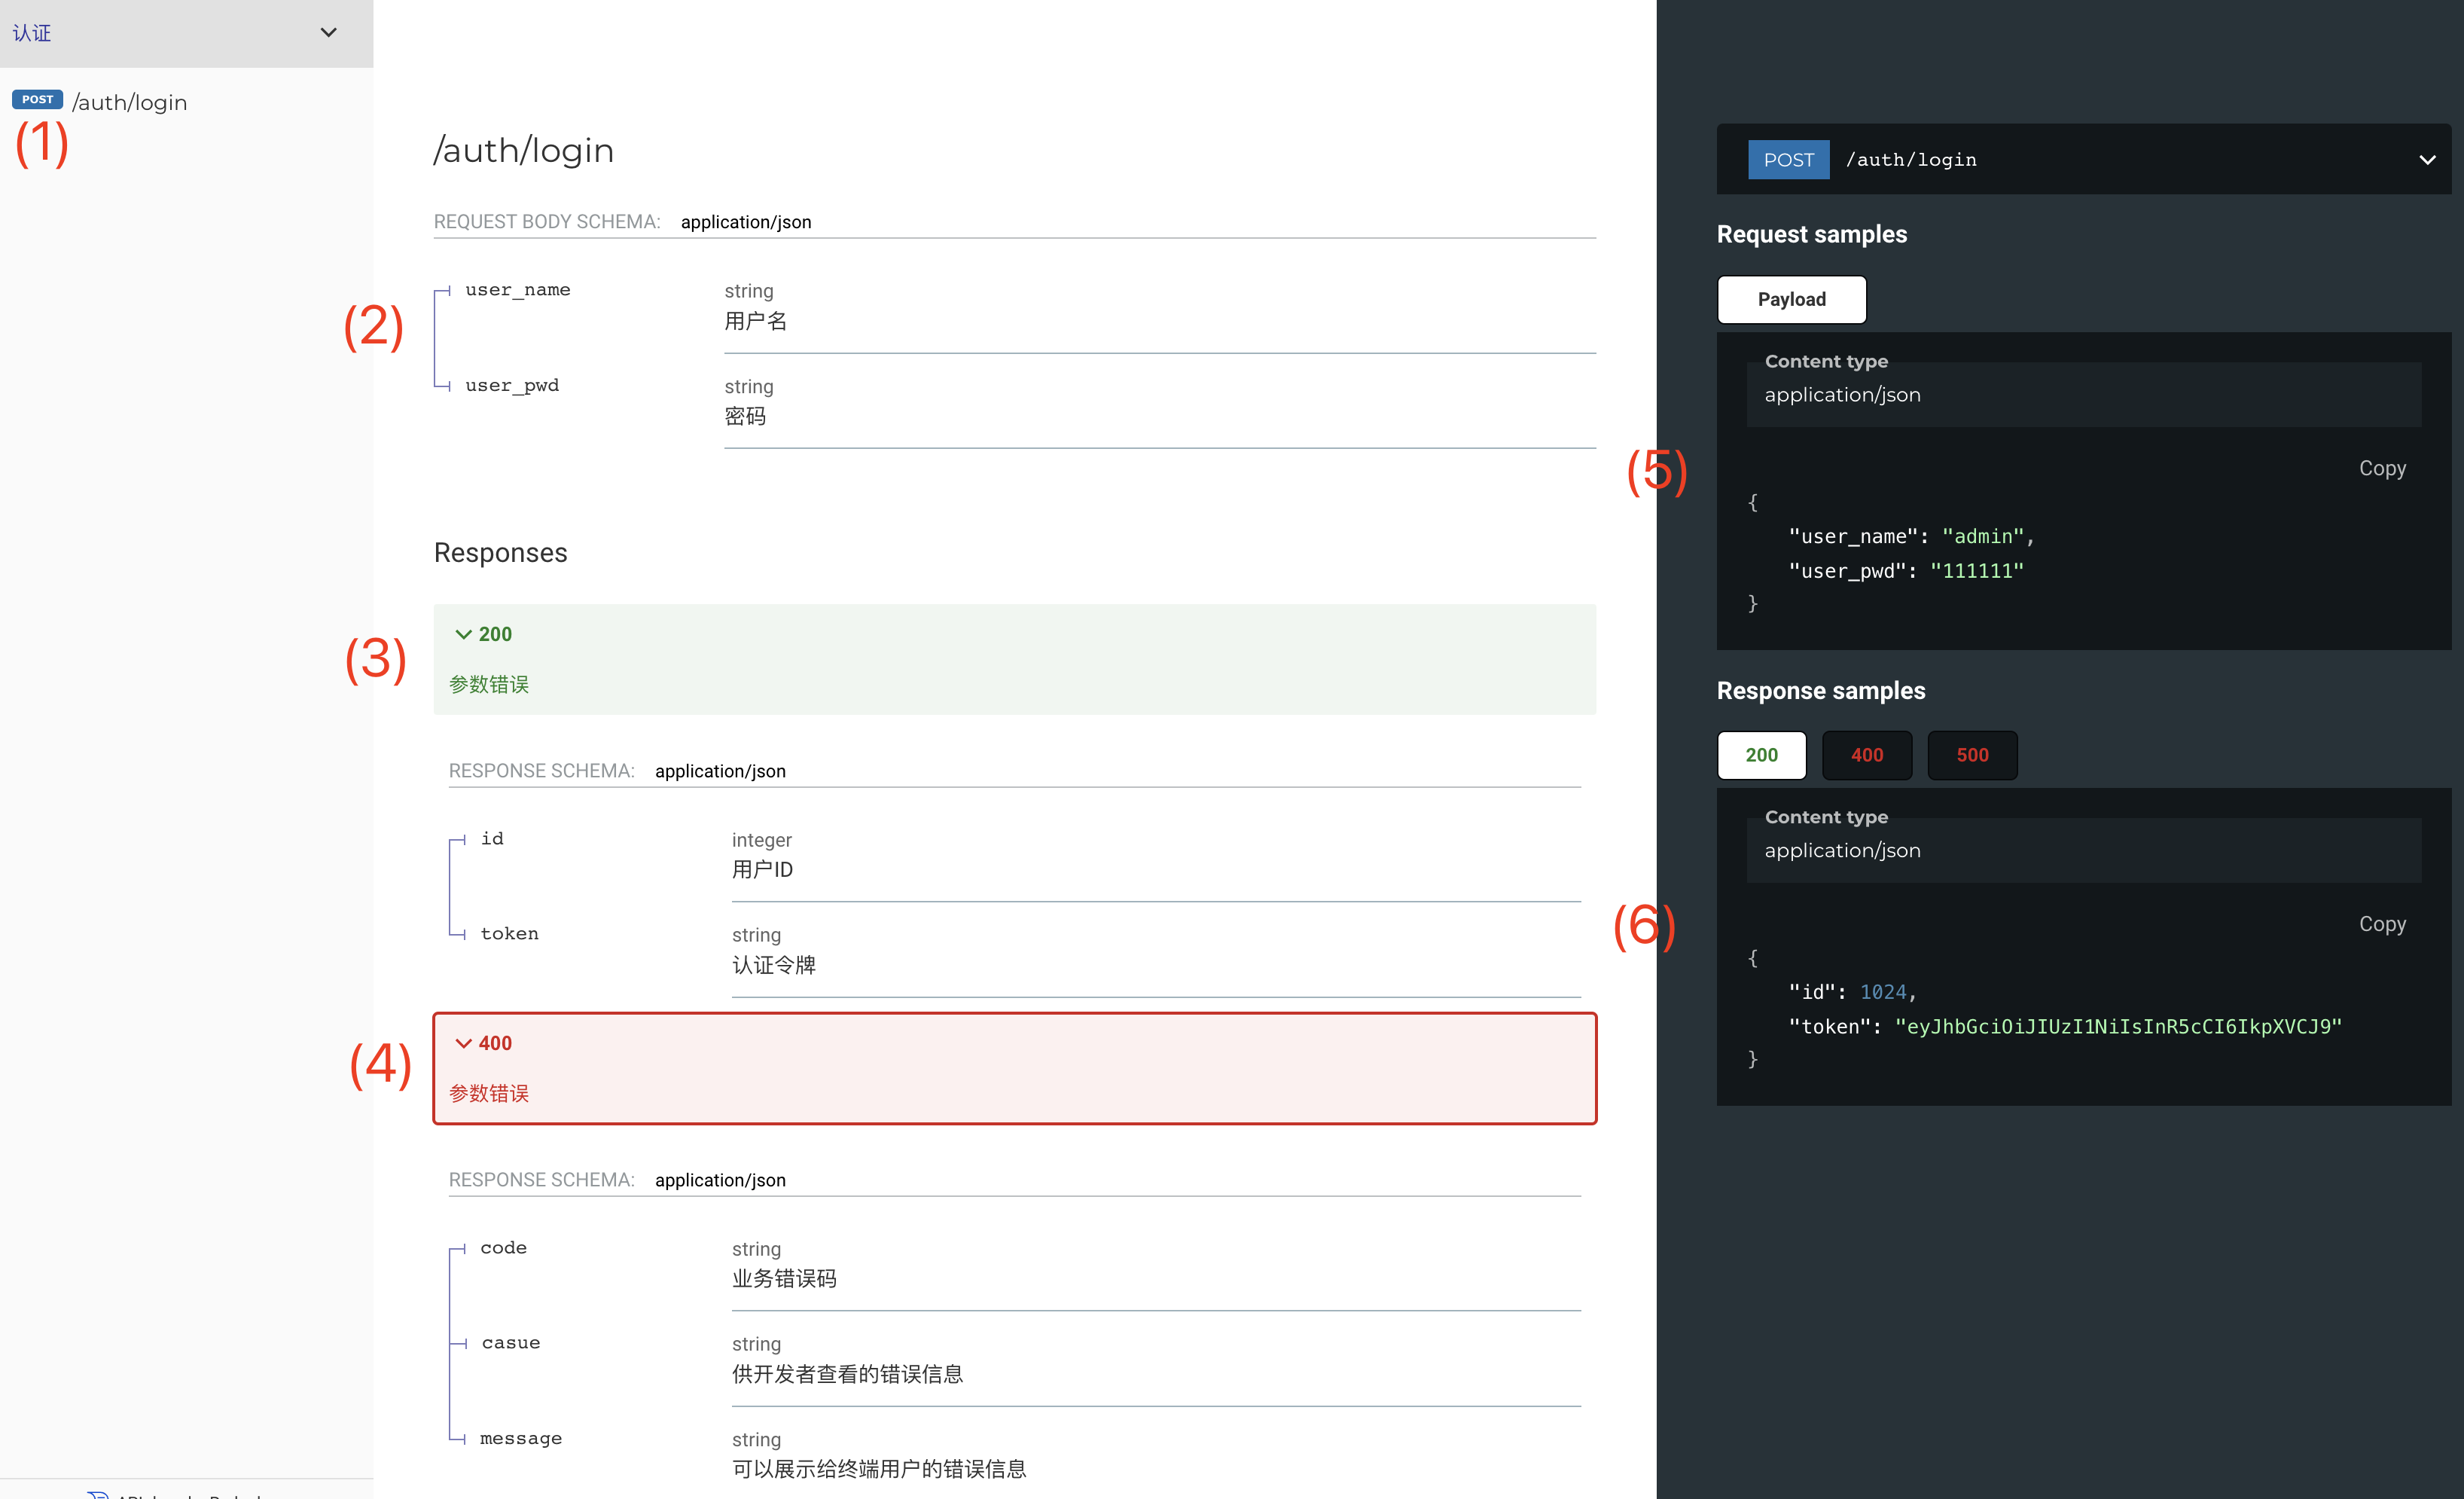 认证
POST /auth/login
(1)
/auth/login
REQUEST BODY SCHEMA: application/json
(2)
user_name string
用户名
user_pwd string
密码
Responses
(3)
200
参数错误
RESPONSE SCHEMA: application/json
id integer
用户ID
token string
认证令牌
(4)
400
参数错误
RESPONSE SCHEMA: application/json
code string
业务错误码
casue string
供开发者查看的错误信息
message string
可以展示给终端用户的错误信息
POST /auth/login
Request samples
Payload
Content type
application/json
(5)
Copy
{
"user_name": "admin",
"user_pwd": "111111"
}
Response samples
200 400 500
Content type
application/json
(6)
Copy
{
"id": 1024,
"token": "eyJhbGciOiJIUzI1NiIsInR5cCI6IkpXVCJ9"
}